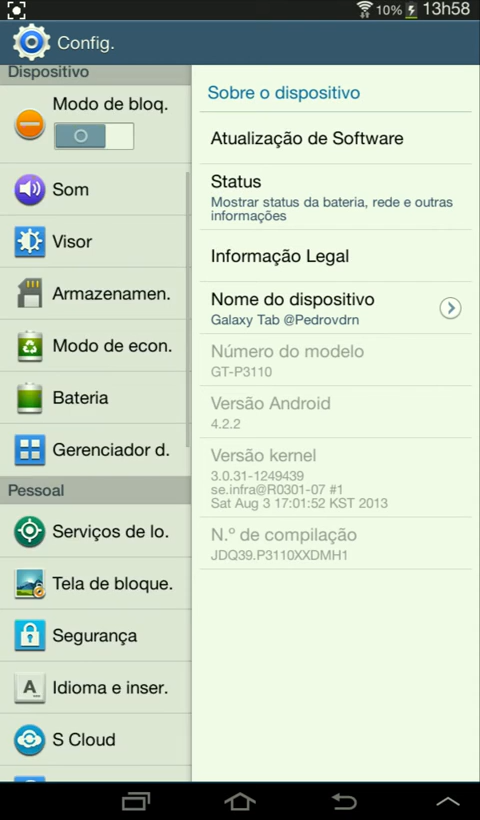 10% 13h58
Config.
Dispositivo
Modo de bloq.
Som
Visor
Armazenamen.
Modo de econ.
Bateria
Gerenciador d.
Pessoal
Serviços de lo.
Tela de bloque.
Segurança
A
Idioma e inser.
S Cloud
Sobre o dispositivo
Atualização de Software
Status
Mostrar status da bateria, rede e outras
informações
Informação Legal
Nome do dispositivo
Galaxy Tab @Pedrovdrn
Número do modelo
GT-P3110
Versão Android
4.2.2
Versão kernel
3.0.31-1249439
se.infra@R0301-07 #1
Sat Aug 3 17:01:52 KST 2013
N.º de compilação
JDQ39.P3110XXDMH1